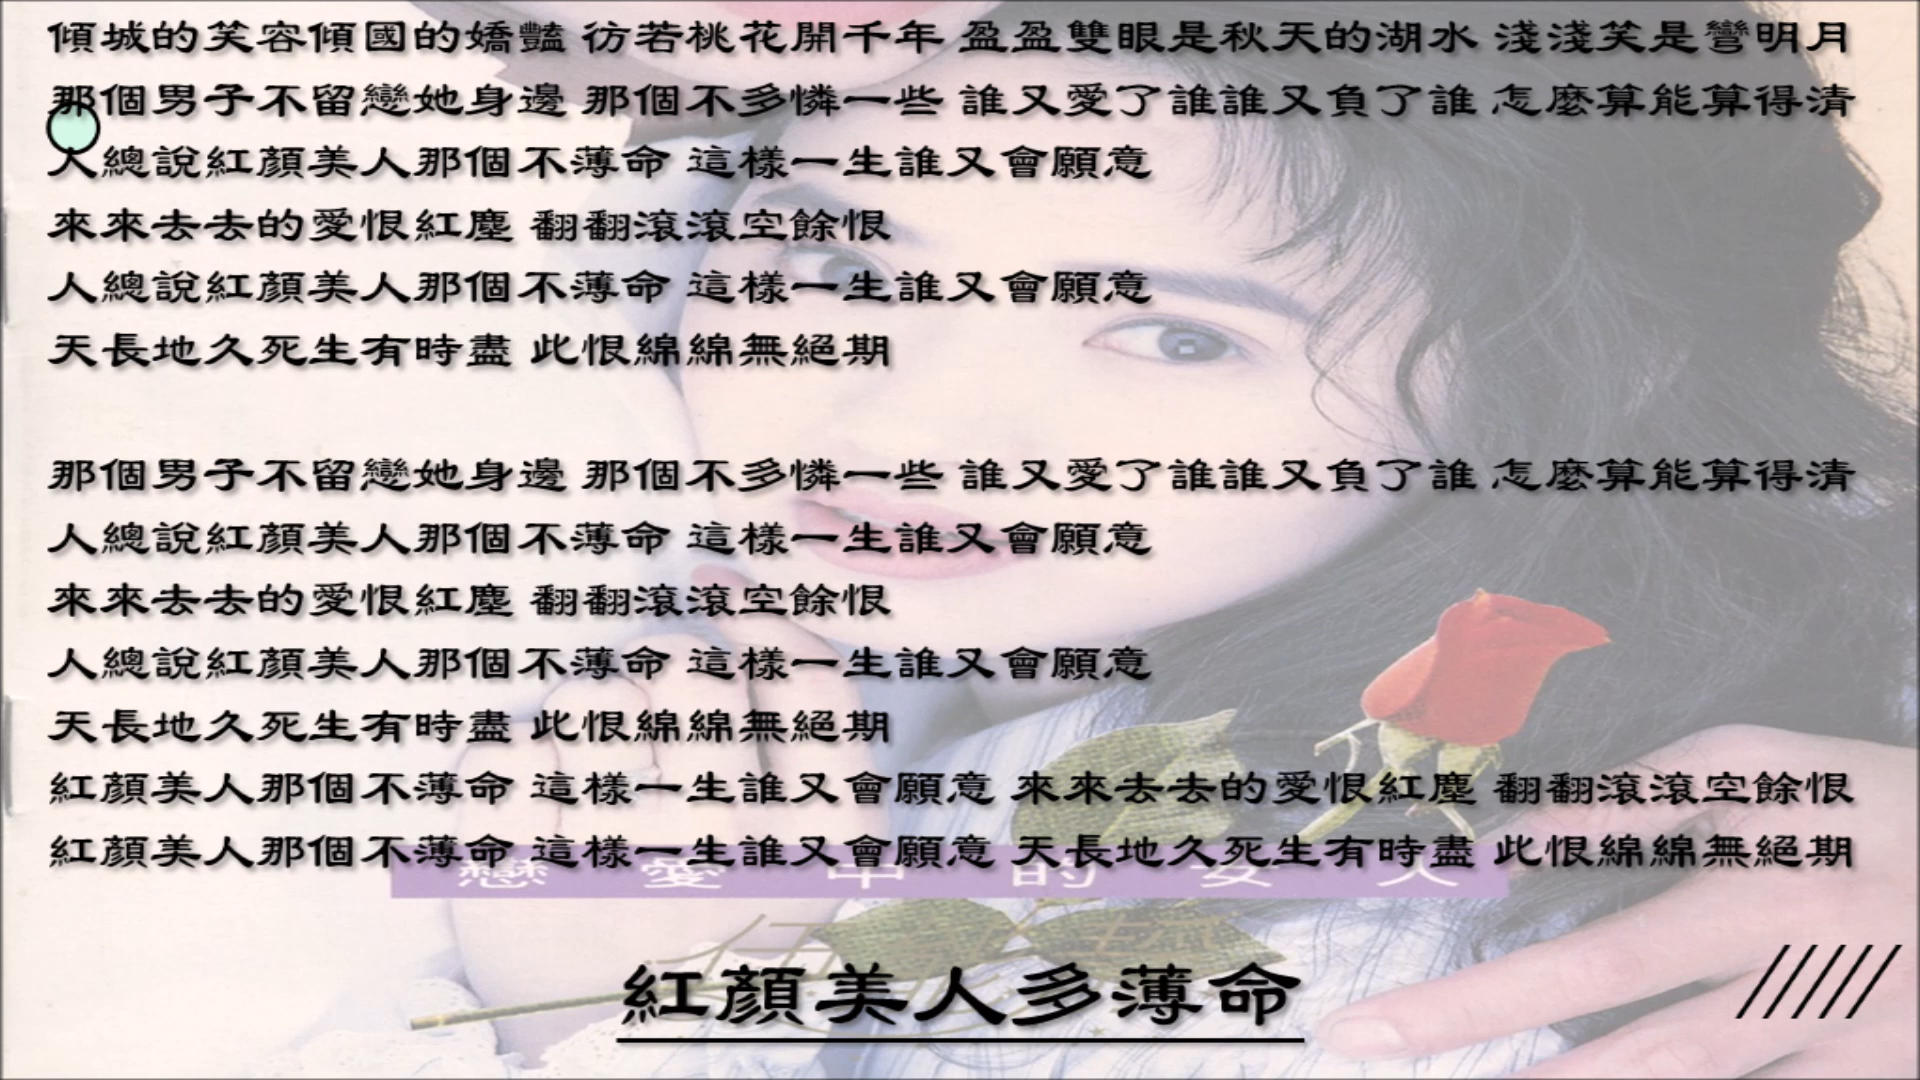 傾城的笑容傾國的嬌豔 彷若桃花開千年 盈盈雙眼是秋天的湖水 淺淺笑是彎明月
那個男子不留戀她身邊 那個不多憐一些 誰又愛了誰誰又負了誰 怎麼算能算得清
人總說紅顏美人那個不薄命 這樣一生誰又會願意
來來去去的愛恨紅塵 翻翻滾滾空餘恨
人總說紅顏美人那個不薄命 這樣一生誰又會願意
天長地久死生有時盡 此恨綿綿無絕期
那個男子不留戀她身邊 那個不多憐一些 誰又愛了誰誰又負了誰 怎麼算能算得清
人總說紅顏美人那個不薄命 這樣一生誰又會願意
來來去去的愛恨紅塵 翻翻滾滾空餘恨
人總說紅顏美人那個不薄命 這樣一生誰又會願意
天長地久死生有時盡 此恨綿綿無絕期
紅顏美人那個不薄命 這樣一生誰又會願意 來來去去的愛恨紅塵 翻翻滾滾空餘恨
紅顏美人那個不薄命 這樣一生誰又會願意 天長地久死生有時盡 此恨綿綿無絕期
戀愛中的女人
紅顏美人多薄命